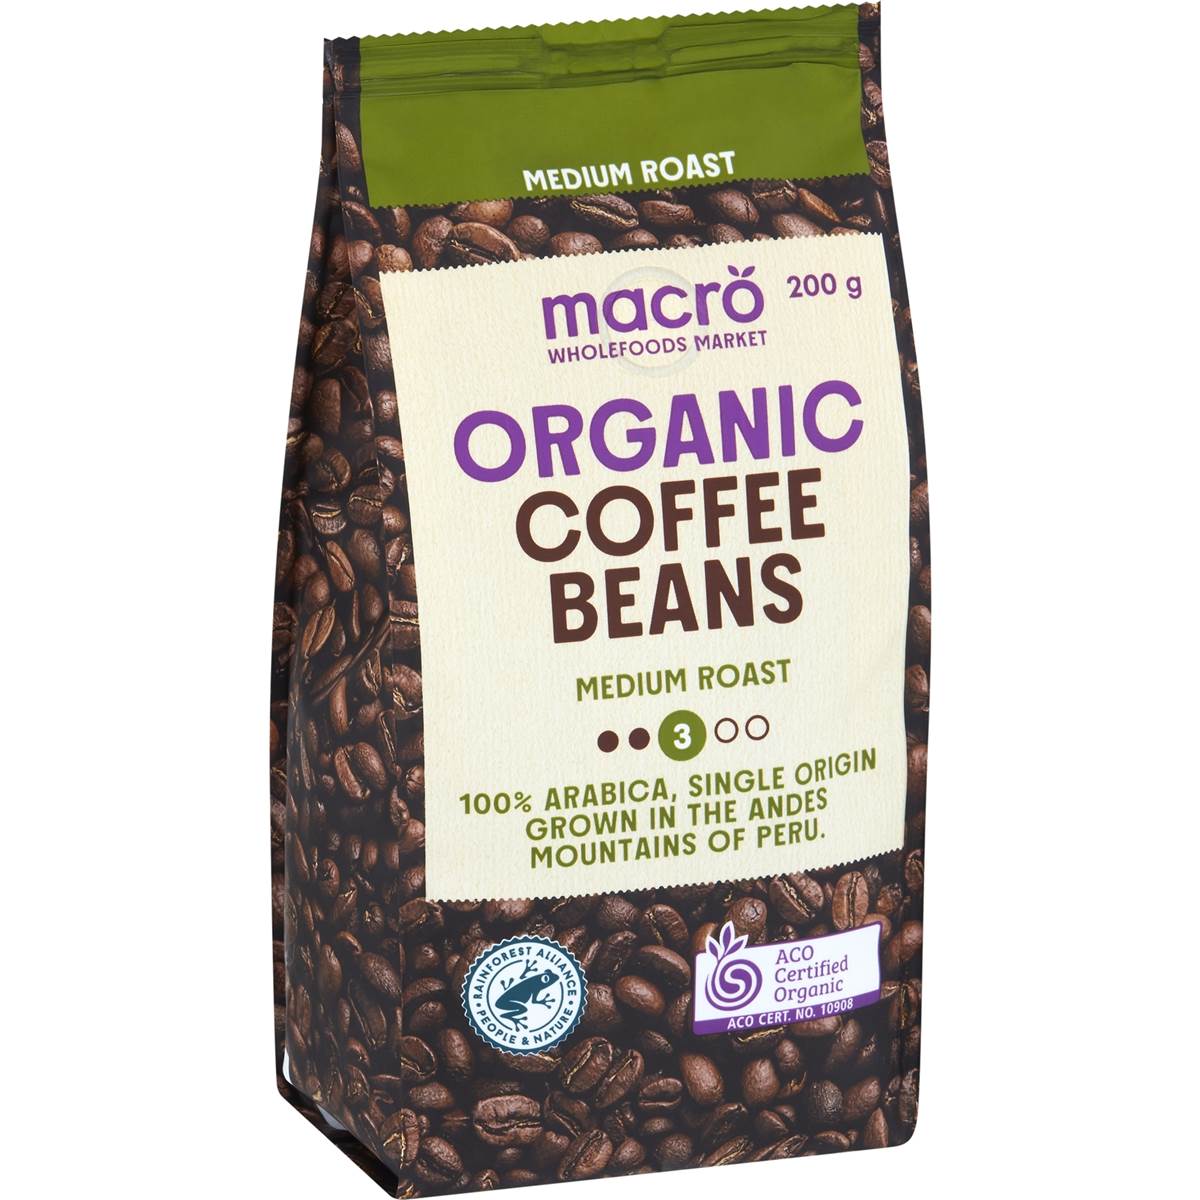 MEDIUM ROAST
macro 200 g
WHOLEFOODS MARKET
ORGANIC
COFFEE
BEANS
MEDIUM ROAST
3
100% ARABICA, SINGLE ORIGIN
GROWN IN THE ANDES
MOUNTAINS OF PERU.
RAINFOREST ALLIANCE
PEOPLE & NATURE
ACO
Certified
Organic
ACO CERT. NO. 10908